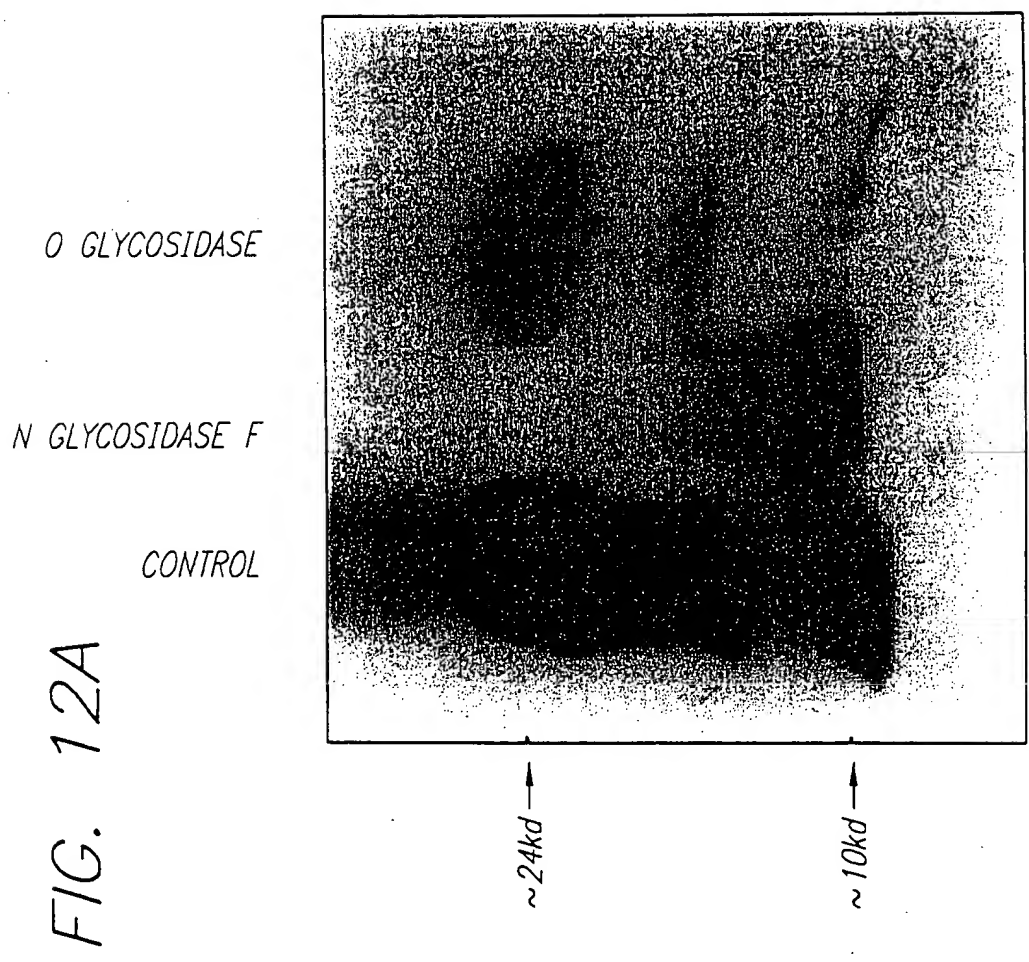 O GLYCOSIDASE
N GLYCOSIDASE F
CONTROL
FIG. 12A
~24kd
~10kd